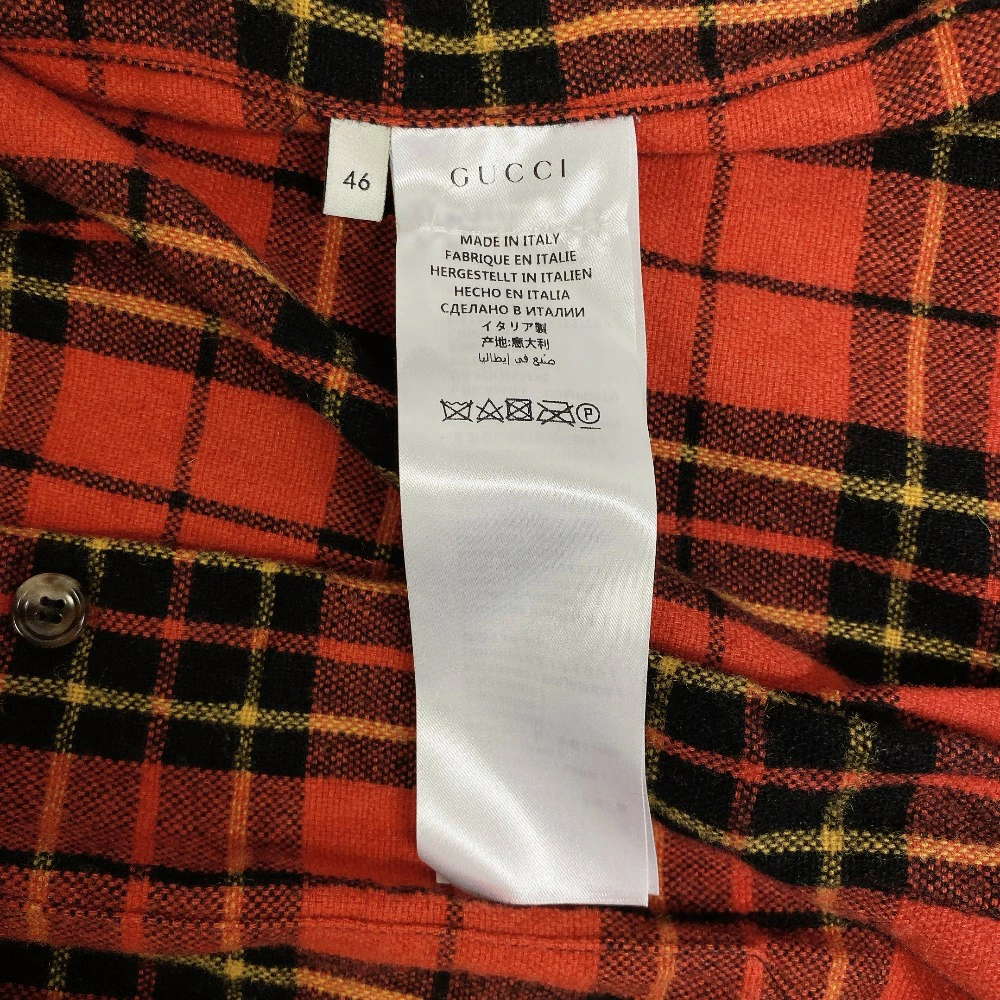 46
GUCCI
MADE IN ITALY
FABRIQUE EN ITALIE
HERGESTELLT IN ITALIEN
HECHO EN ITALIA
СДЕЛАНО В ИТАЛИИ
イタリア製
产地:意大利
صنع في إيطاليا
P